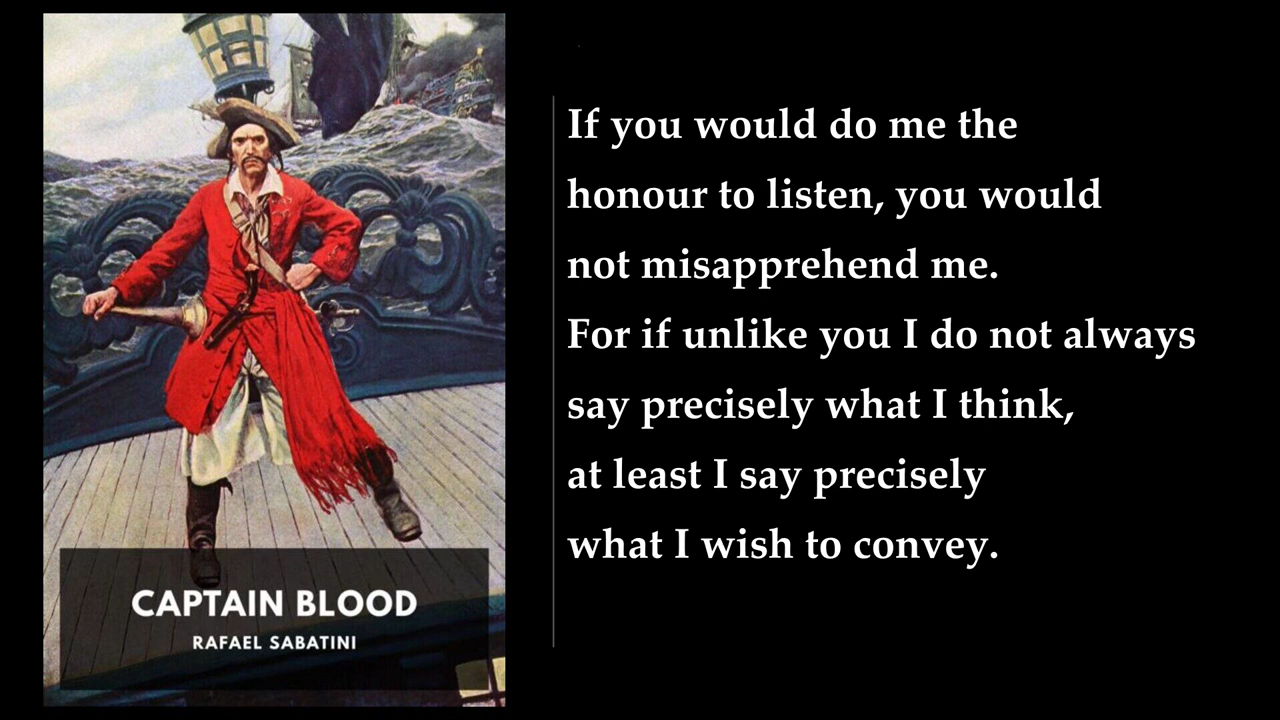 CAPTAIN BLOOD
RAFAEL SABATINI
If you would do me the
honour to listen, you would
not misapprehend me.
For if unlike you I do not always
say precisely what I think,
at least I say precisely
what I wish to convey.